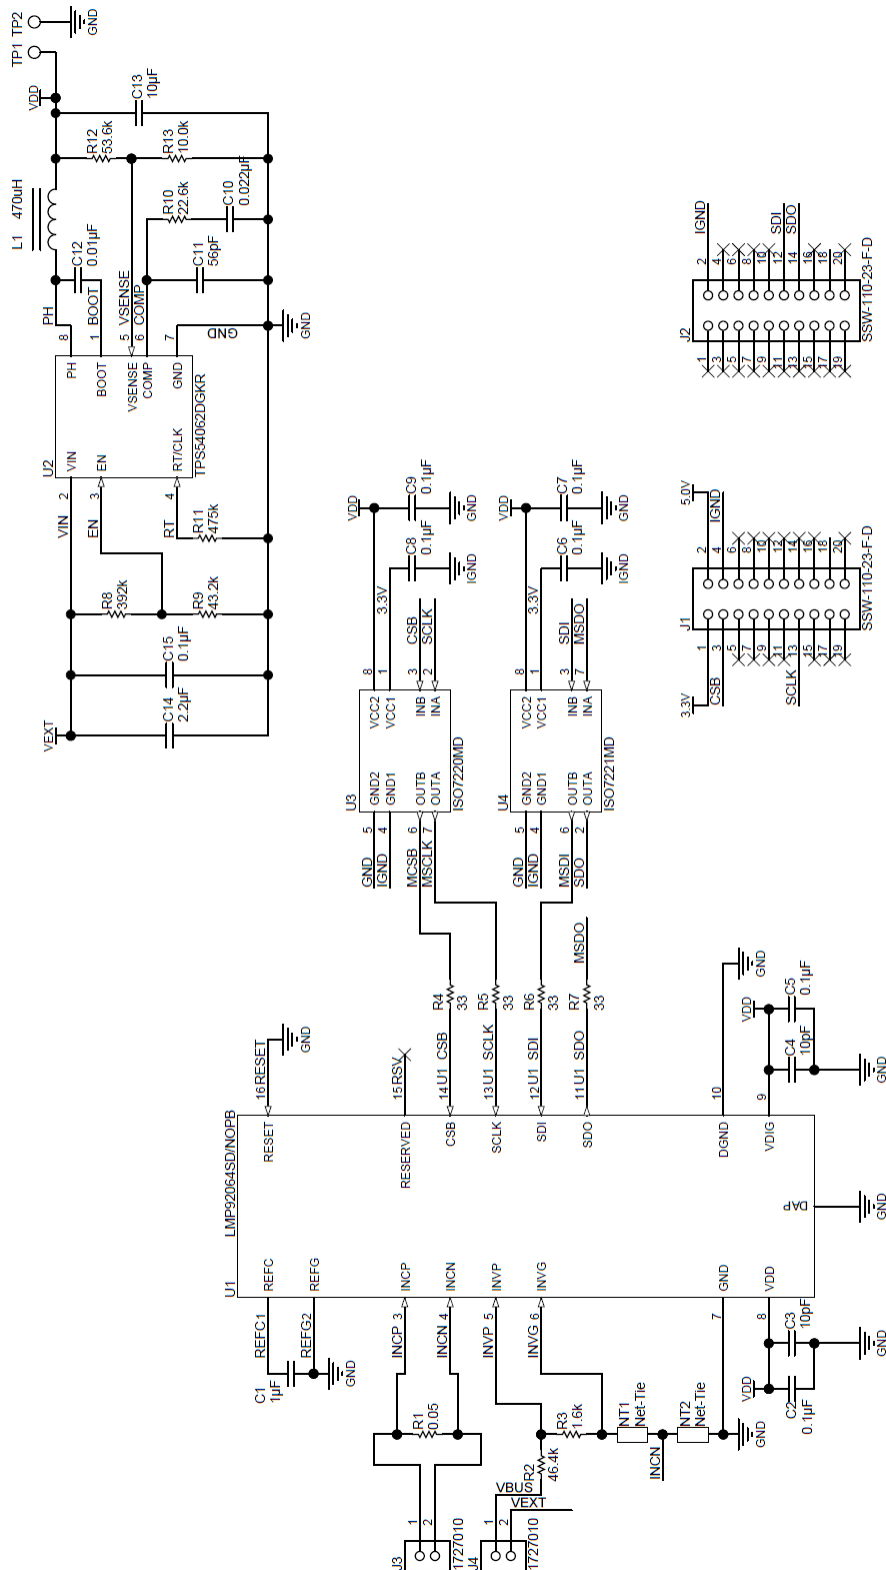 TP1
TP2
GND
VDD
C13
10µF
R12
53.6k
R13
10.0k
470uH
L1
C12
0.01µF
R10
22.6k
C10
0.022µF
C11
56pF
PH
BOOT
VSENSE
COMP
GND
8
1
5
6
7
GND
PH
BOOT
VSENSE
COMP
GND
U2
TPS54062DGKR
VIN
EN
RT/CLK
2
3
4
VIN
EN
RT
R11
475k
R8
392k
R9
43.2k
C15
0.1µF
C14
2.2µF
VEXT
VDD
C9
0.1µF
GND
C8
0.1µF
IGND
3.3V
CSB
SCLK
8
1
3
2
VCC2
VCC1
INB
INA
U3
ISO7220MD
GND2
GND1
OUTB
OUTA
5
4
6
7
GND
IGND
MCSB
MSCLK
VDD
C7
0.1µF
GND
C6
0.1µF
IGND
3.3V
SDI
MSDO
8
1
3
7
VCC2
VCC1
INB
INA
U4
ISO7221MD
GND2
GND1
OUTB
OUTA
5
4
6
2
GND
IGND
MSDI
SDO
J2
SSW-110-23-F-D
IGND
SDI
SDO
2
4
6
8
10
12
14
16
18
20
1
3
5
7
9
11
13
15
17
19
J1
SSW-110-23-F-D
5.0V
IGND
2
4
6
8
10
12
14
16
18
20
1
3
5
7
9
11
13
15
17
19
3.3V
CSB
SCLK
R4
33
R5
33
R6
33
R7
33
MSDO
U1 CSB
U1 SCLK
U1 SDI
U1 SDO
16
RESET
GND
15
RSV
14
13
12
11
10
9
GND
VDD
C5
0.1µF
C4
10pF
GND
LMP92064SD/NOPB
U1
RESET
RESERVED
CSB
SCLK
SDI
SDO
DGND
VDIG
DAP
GND
REFC
REFG
INCP
INCN
INVP
INVG
GND
VDD
REFC
1
REFG
2
INCP
3
INCN
4
INVP
5
INVG
6
7
8
C1
1µF
GND
R1
0.05
R3
1.6k
R2
46.4k
NT1
Net-Tie
NT2
Net-Tie
INCN
GND
VDD
C3
10pF
C2
0.1µF
GND
VBUS
VEXT
1
2
1
2
J3
1727010
J4
1727010